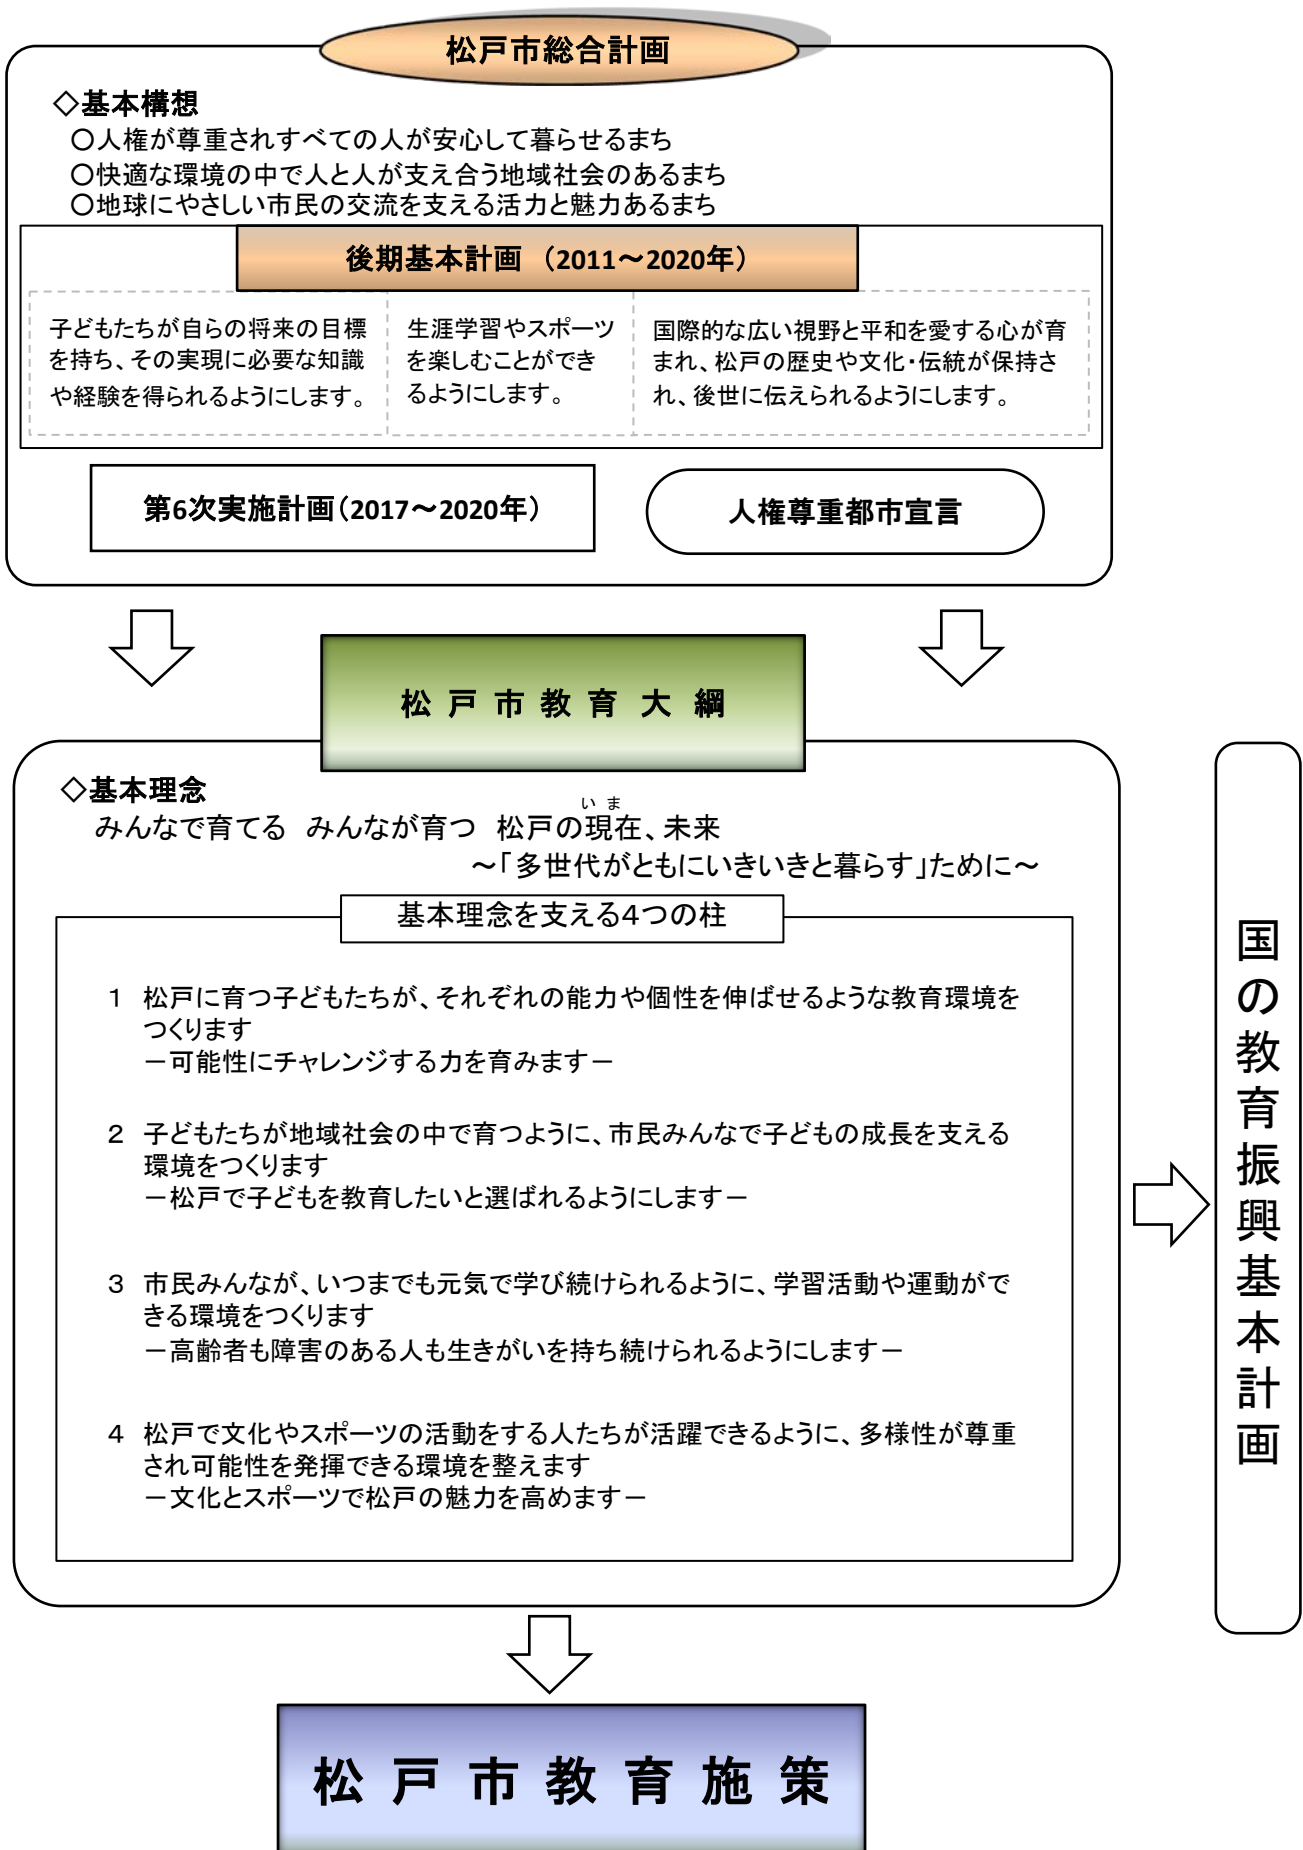 松戸市総合計画
◇基本構想
○人権が尊重されすべての人が安心して暮らせるまち
○快適な環境の中で人と人が支え合う地域社会のあるまち
○地球にやさしい市民の交流を支える活力と魅力あるまち
後期基本計画 （2011～2020年）
子どもたちが自らの将来の目標
を持ち、その実現に必要な知識
や経験を得られるようにします。
生涯学習やスポーツ
を楽しむことができ
るようにします。
国際的な広い視野と平和を愛する心が育
まれ、松戸の歴史や文化・伝統が保持さ
れ、後世に伝えられるようにします。
第6次実施計画（2017～2020年）
人権尊重都市宣言
松戸市教育大綱
◇基本理念
いま
みんなで育てる みんなが育つ 松戸の現在、未来
～「多世代がともにいきいきと暮らす」ために～
基本理念を支える４つの柱
１ 松戸に育つ子どもたちが、それぞれの能力や個性を伸ばせるような教育環境を
つくります
－可能性にチャレンジする力を育みます－
２ 子どもたちが地域社会の中で育つように、市民みんなで子どもの成長を支える
環境をつくります
－松戸で子どもを教育したいと選ばれるようにします－
３ 市民みんなが、いつまでも元気で学び続けられるように、学習活動や運動がで
きる環境をつくります
－高齢者も障害のある人も生きがいを持ち続けられるようにします－
４ 松戸で文化やスポーツの活動をする人たちが活躍できるように、多様性が尊重
され可能性を発揮できる環境を整えます
－文化とスポーツで松戸の魅力を高めます－
国の教育振興基本計画
松戸市教育施策